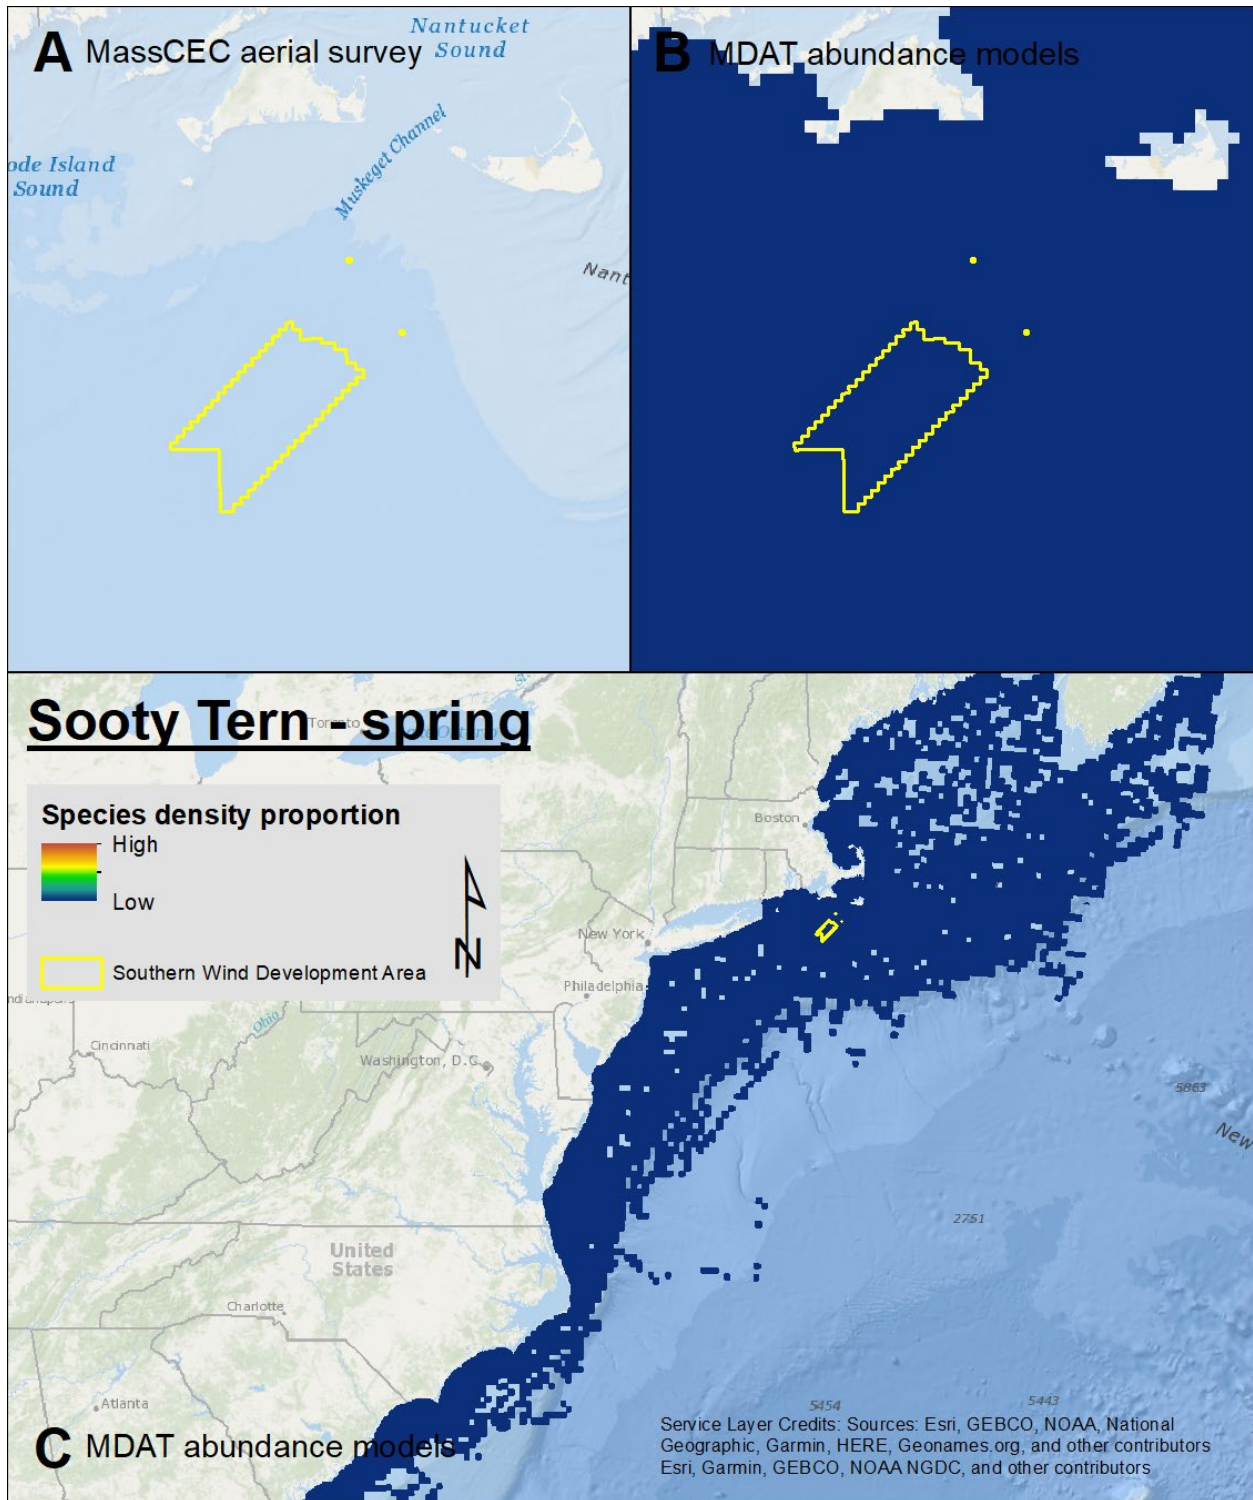 A MassCEC aerial survey
Nantucket
Sound
Muskeget Channel
ode Island
Sound
Nant
B MDAT abundance models
Sooty Tern - spring
Toronto
Species density proportion
High
Low
N
Southern Wind Development Area
Boston
New York
Philadelphia
Ohio
Cincinnati
Washington, D.C.
5863
New
2751
United
States
Charlotte
Atlanta
5454
5443
C MDAT abundance models
Service Layer Credits: Sources: Esri, GEBCO, NOAA, National
Geographic, Garmin, HERE, Geonames.org, and other contributors
Esri, Garmin, GEBCO, NOAA NGDC, and other contributors